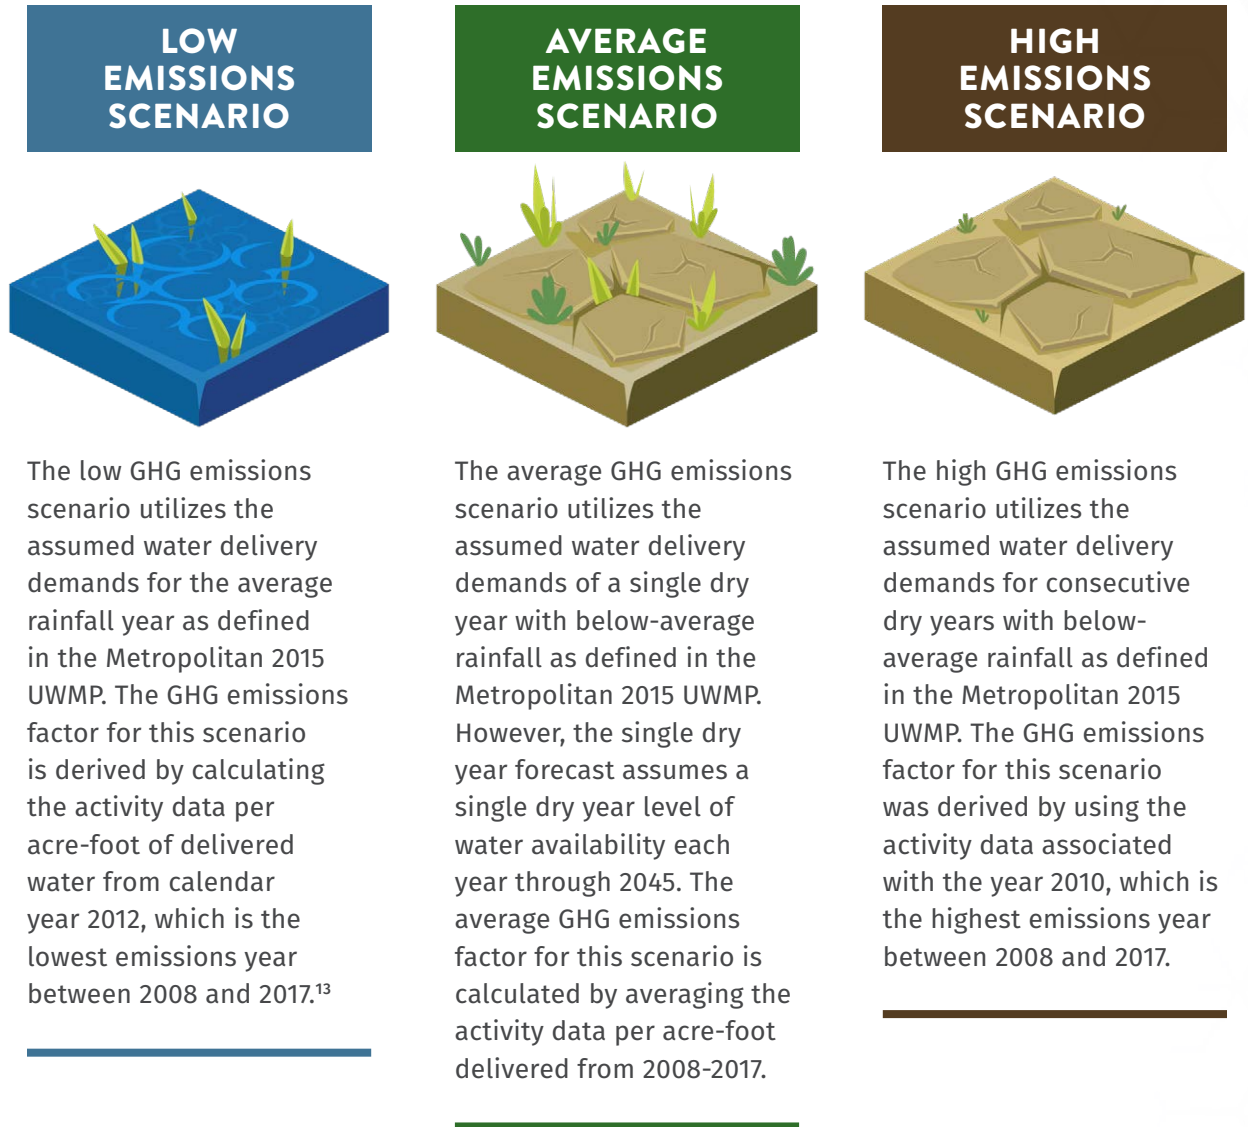 LOW
EMISSIONS
SCENARIO
The low GHG emissions
scenario utilizes the
assumed water delivery
demands for the average
rainfall year as defined
in the Metropolitan 2015
UWMP. The GHG emissions
factor for this scenario
is derived by calculating
the activity data per
acre-foot of delivered
water from calendar
year 2012, which is the
lowest emissions year
between 2008 and 2017.¹³
AVERAGE
EMISSIONS
SCENARIO
The average GHG emissions
scenario utilizes the
assumed water delivery
demands of a single dry
year with below-average
rainfall as defined in the
Metropolitan 2015 UWMP.
However, the single dry
year forecast assumes a
single dry year level of
water availability each
year through 2045. The
average GHG emissions
factor for this scenario is
calculated by averaging the
activity data per acre-foot
delivered from 2008-2017.
HIGH
EMISSIONS
SCENARIO
The high GHG emissions
scenario utilizes the
assumed water delivery
demands for consecutive
dry years with below-
average rainfall as defined
in the Metropolitan 2015
UWMP. The GHG emissions
factor for this scenario
was derived by using the
activity data associated
with the year 2010, which is
the highest emissions year
between 2008 and 2017.